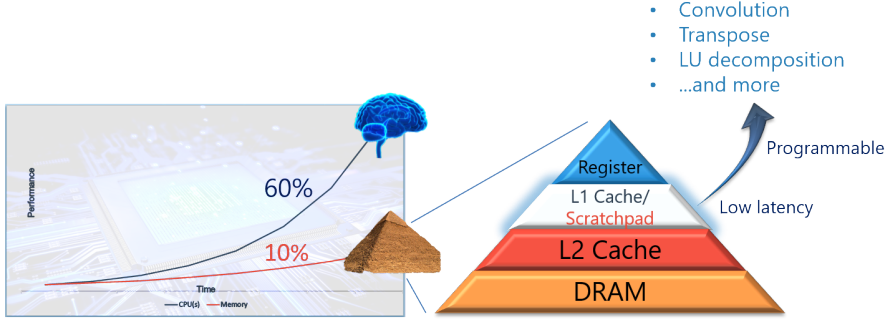 • Convolution
• Transpose
• LU decomposition
• ...and more
Programmable
Low latency
Performance
60%
10%
Time
CPU(s) Memory
Register
L1 Cache/
Scratchpad
L2 Cache
DRAM